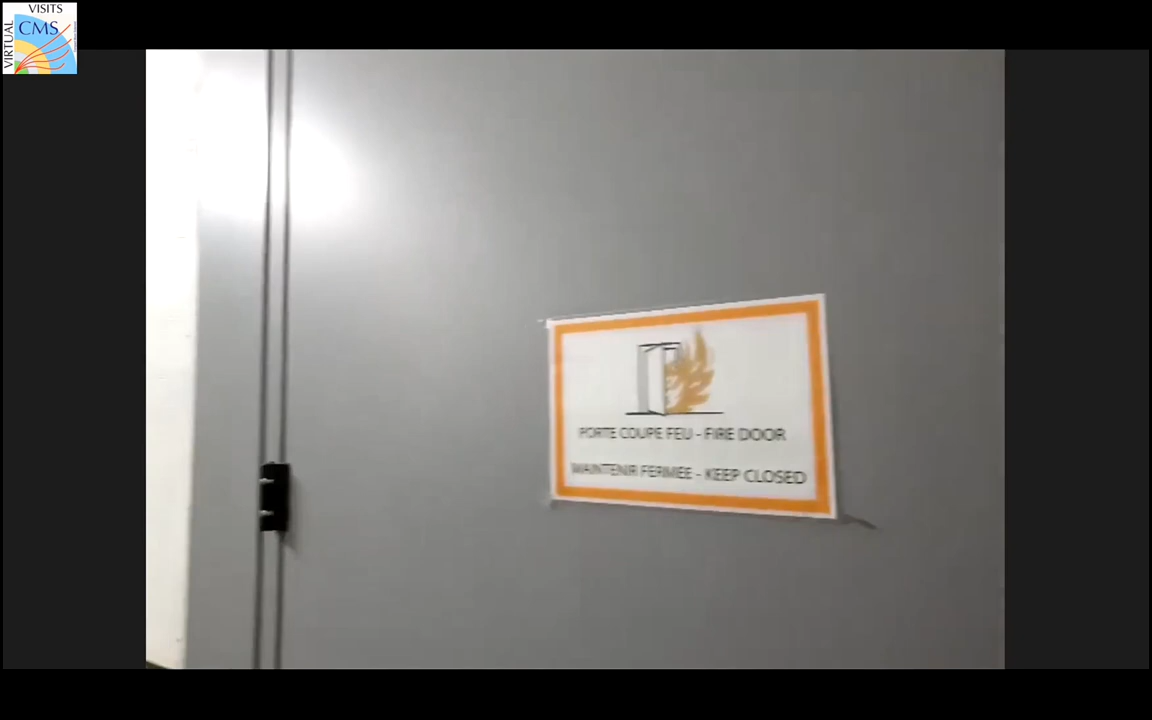 VISITS
VIRTUAL
CMS
PORTE COUPE FEU - FIRE DOOR
MAINTENIR FERMEE - KEEP CLOSED